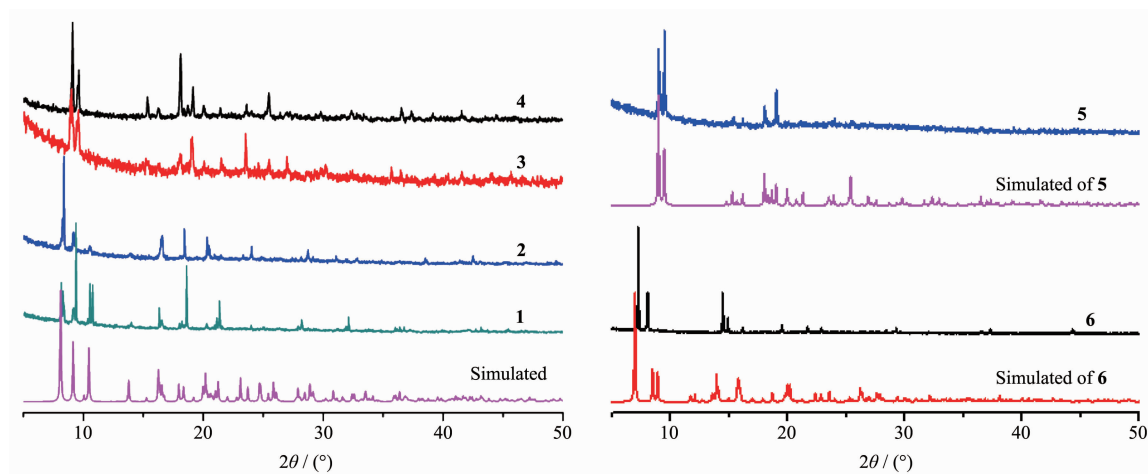 4
3
2
1
Simulated
10 20 30 40 50
2θ / (°)
5
Simulated of 5
6
Simulated of 6
10 20 30 40 50
2θ / (°)